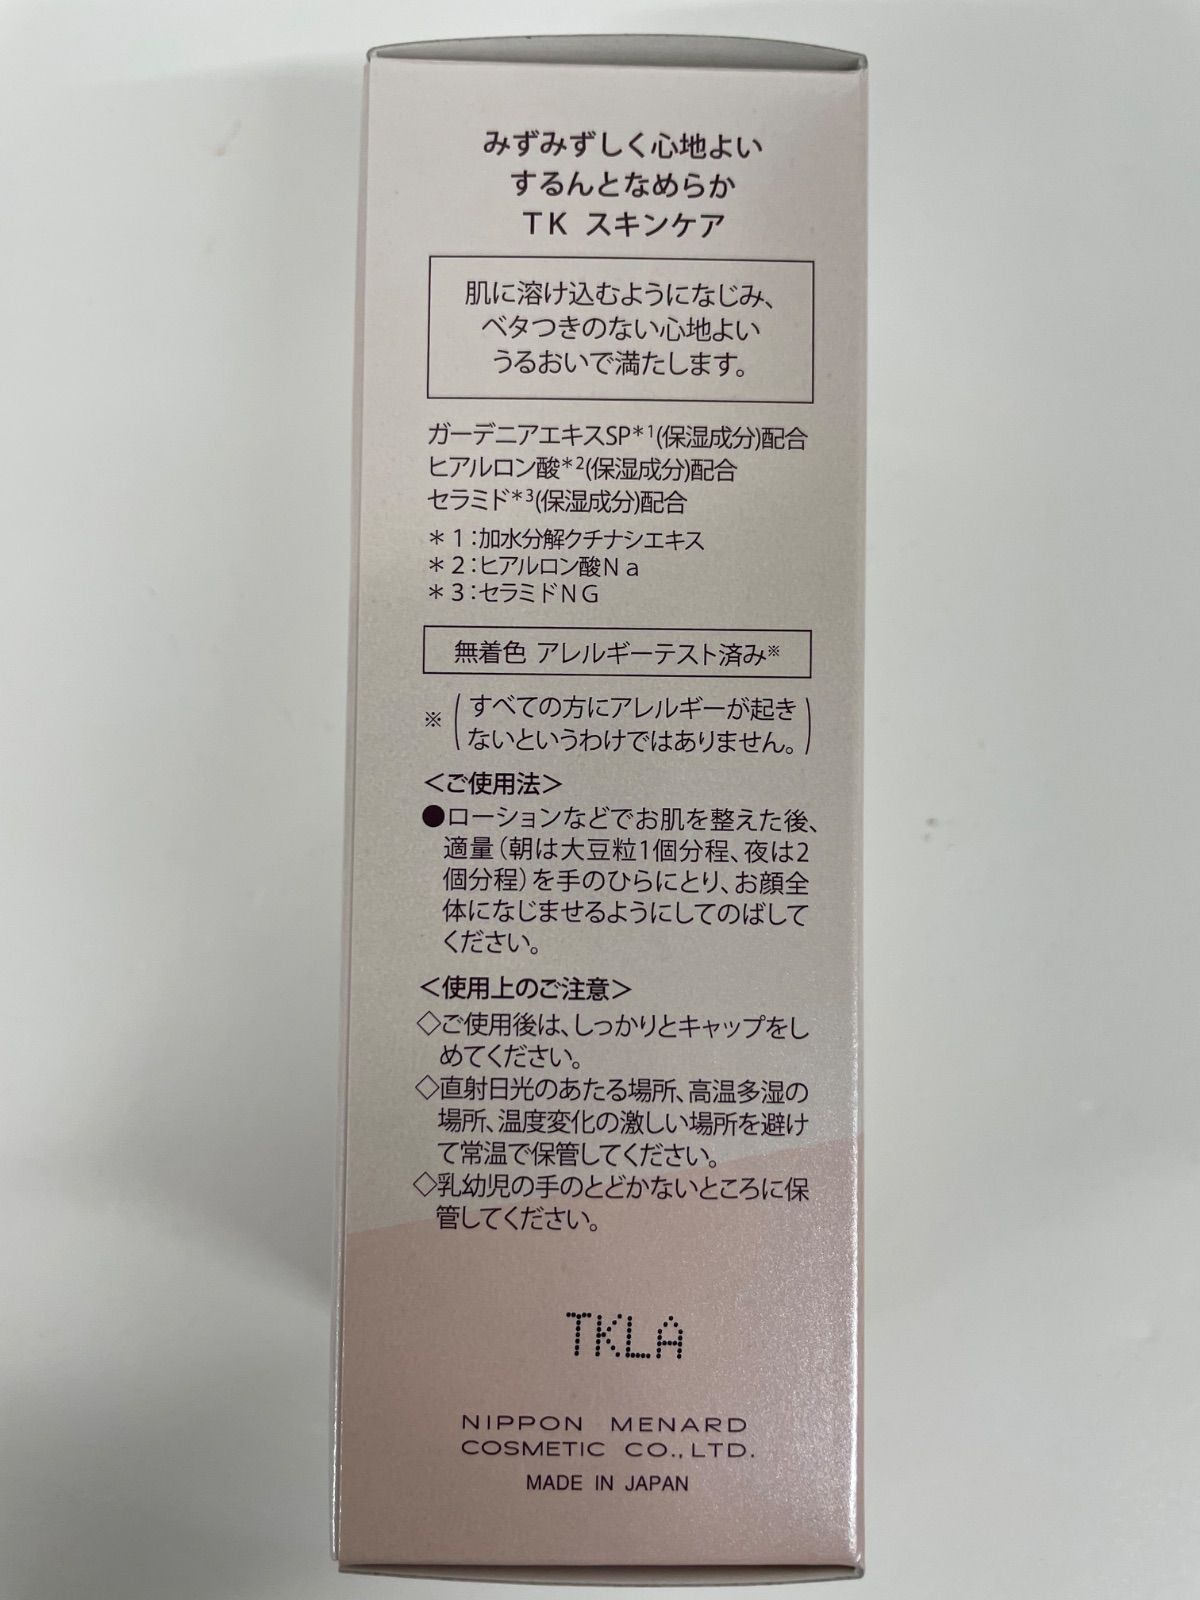 みずみずしく心地よい
するんとなめらか
TK スキンケア
肌に溶け込むようになじみ、
ベタつきのない心地よい
うるおいで満たします。
ガーデニアエキスSP＊1(保湿成分)配合
ヒアルロン酸＊2(保湿成分)配合
セラミド＊3(保湿成分)配合
＊1：加水分解クチナシエキス
＊2：ヒアルロン酸Na
＊3：セラミドNG
無着色 アレルギーテスト済み※
※(すべての方にアレルギーが起き
ないというわけではありません。)
＜ご使用法＞
●ローションなどでお肌を整えた後、
適量(朝は大豆粒1個分程、夜は2
個分程)を手のひらにとり、お顔全
体になじませるようにしてのばして
ください。
＜使用上のご注意＞
◇ご使用後は、しっかりとキャップをし
めてください。
◇直射日光のあたる場所、高温多湿の
場所、温度変化の激しい場所を避け
て常温で保管してください。
◇乳幼児の手のとどかないところに保
管してください。
TKLA
NIPPON MENARD
COSMETIC CO.,LTD.
MADE IN JAPAN